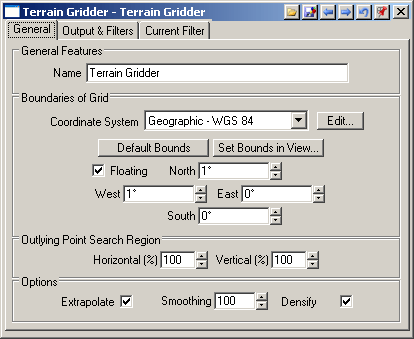 Terrain Gridder - Terrain Gridder
General Output & Filters Current Filter
General Features
Name Terrain Gridder
Boundaries of Grid
Coordinate System Geographic - WGS 84 Edit...
Default Bounds Set Bounds in View...
Floating North 1°
West 1° East 0°
South 0°
Outlying Point Search Region
Horizontal (%) 100 Vertical (%) 100
Options
Extrapolate Smoothing 100 Densify